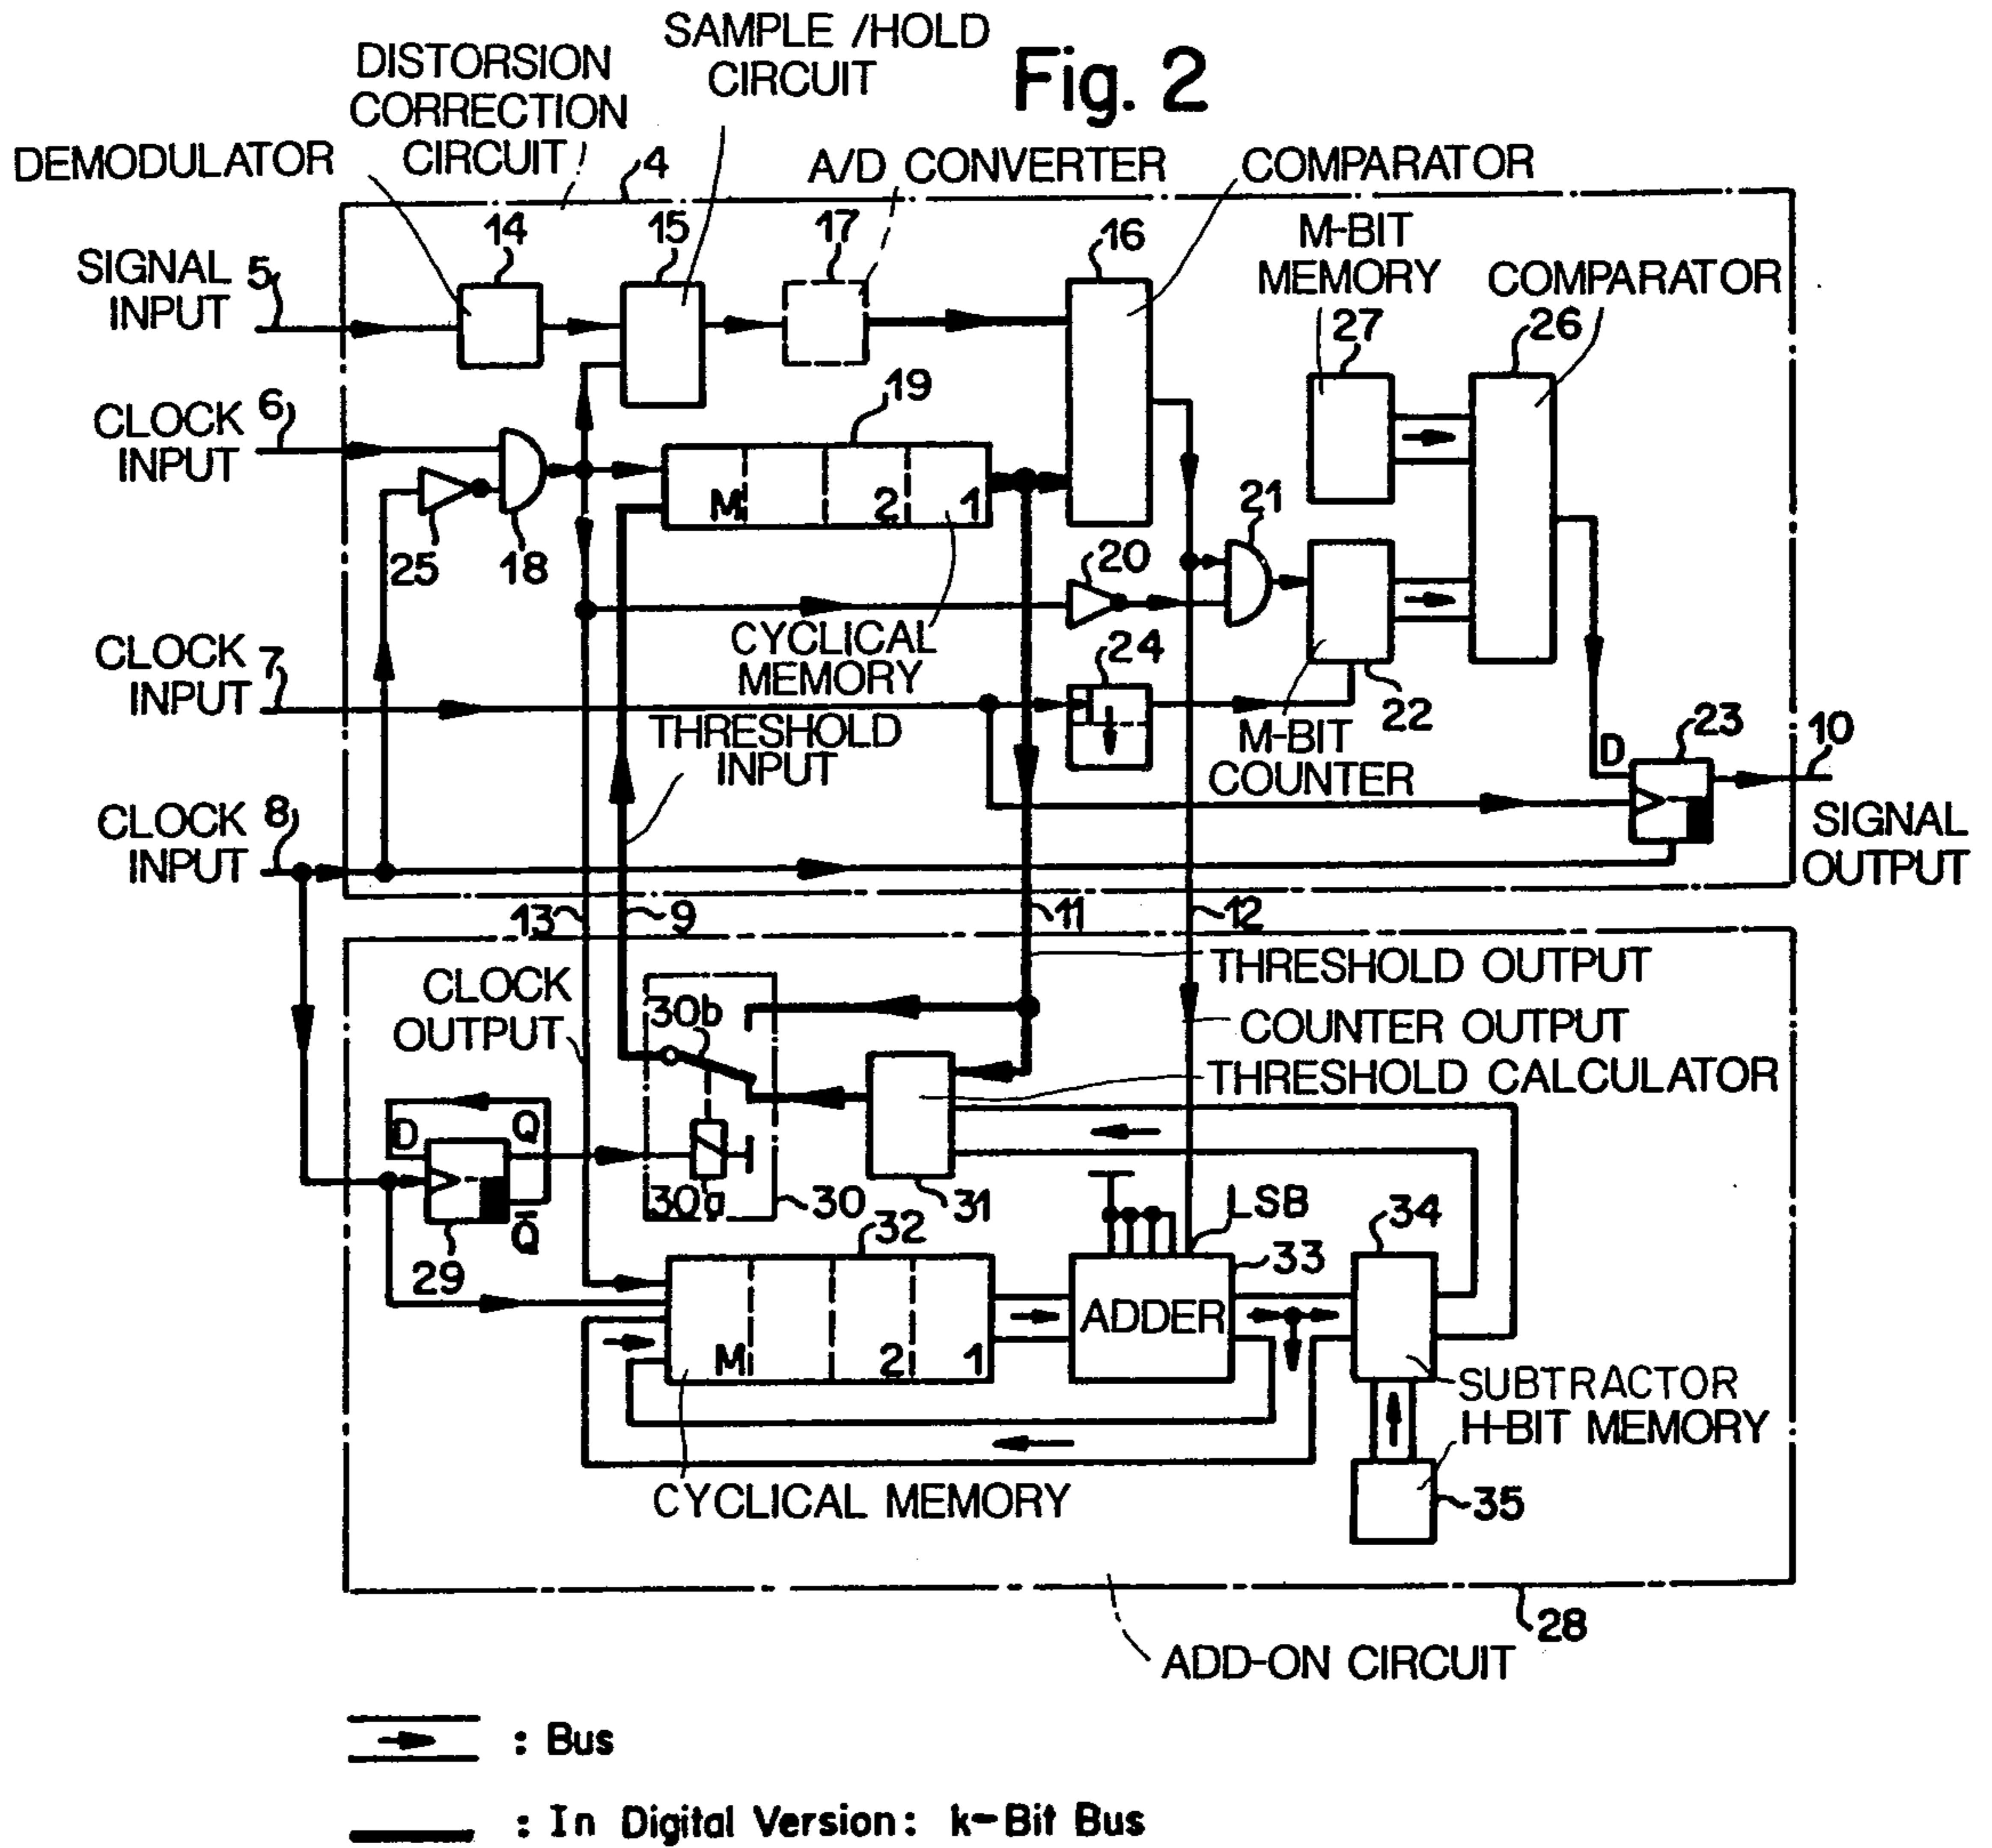 SAMPLE /HOLD
CIRCUIT
Fig. 2
DISTORSION
CORRECTION
CIRCUIT
DEMODULATOR
4
A/D CONVERTER
COMPARATOR
14
15
17
16
M-BIT
MEMORY
COMPARATOR
SIGNAL
INPUT
5
27
26
CLOCK
INPUT
6
19
M
2
1
25
18
20
21
CYCLICAL
MEMORY
24
CLOCK
INPUT
7
THRESHOLD
INPUT
M-BIT
COUNTER
22
D
23
10
CLOCK
INPUT
8
SIGNAL
OUTPUT
13
9
11
12
THRESHOLD OUTPUT
CLOCK
OUTPUT
30b
COUNTER OUTPUT
THRESHOLD CALCULATOR
D
Q
30a
30
31
LSB
34
Q̄
29
32
33
M
2
1
ADDER
SUBTRACTOR
H-BIT MEMORY
CYCLICAL MEMORY
35
28
ADD-ON CIRCUIT
: Bus
: In Digital Version: k-Bit Bus